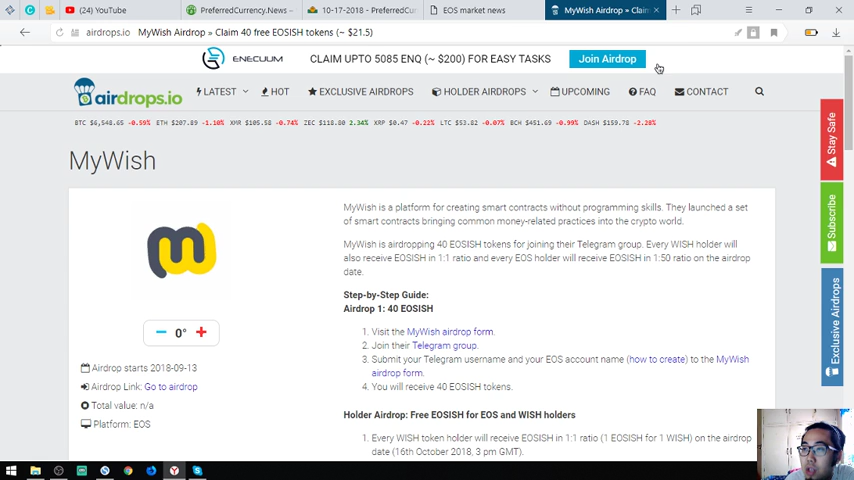 (24) YouTube
PreferredCurrency.News -
10-17-2018 - PreferredCur
EOS market news
MyWish Airdrop » Clai
airdrops.io
MyWish Airdrop » Claim 40 free EOSISH tokens (~ $21.5)
ENECUUM
CLAIM UPTO 5085 ENQ (~ $200) FOR EASY TASKS
Join Airdrop
airdrops.io
LATEST
HOT
EXCLUSIVE AIRDROPS
HOLDER AIRDROPS
UPCOMING
FAQ
CONTACT
BTC $6,548.65 -0.59% ETH $207.89 -1.10% XMR $105.58 -0.74% ZEC $118.80 2.34% XRP $0.47 -0.22% LTC $53.82 -0.07% BCH $451.69 -0.99% DASH $159.78 -2.28%
MyWish
MyWish is a platform for creating smart contracts without programming skills. They launched a set
of smart contracts bringing common money-related practices into the crypto world.
MyWish is airdropping 40 EOSISH tokens for joining their Telegram group. Every WISH holder will
also receive EOSISH in 1:1 ratio and every EOS holder will receive EOSISH in 1:50 ratio on the airdrop
date.
Step-by-Step Guide:
Airdrop 1: 40 EOSISH
1. Visit the MyWish airdrop form.
2. Join their Telegram group.
3. Submit your Telegram username and your EOS account name (how to create) to the MyWish
airdrop form.
4. You will receive 40 EOSISH tokens.
Holder Airdrop: Free EOSISH for EOS and WISH holders
1. Every WISH token holder will receive EOSISH in 1:1 ratio (1 EOSISH for 1 WISH) on the airdrop
date (16th October 2018, 3 pm GMT).
0°
Airdrop starts 2018-09-13
Airdrop Link: Go to airdrop
Total value: n/a
Platform: EOS
Stay Safe
Subscribe
Exclusive Airdrops